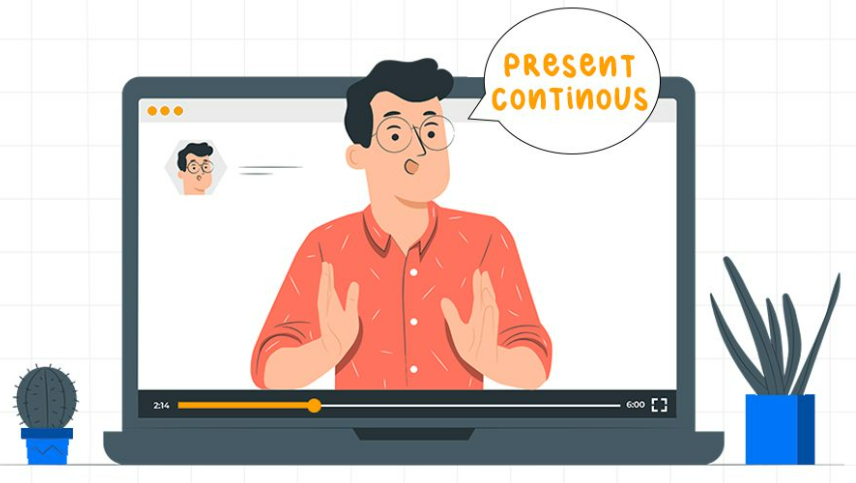 PRESENT
CONTINOUS
2:14 6:00